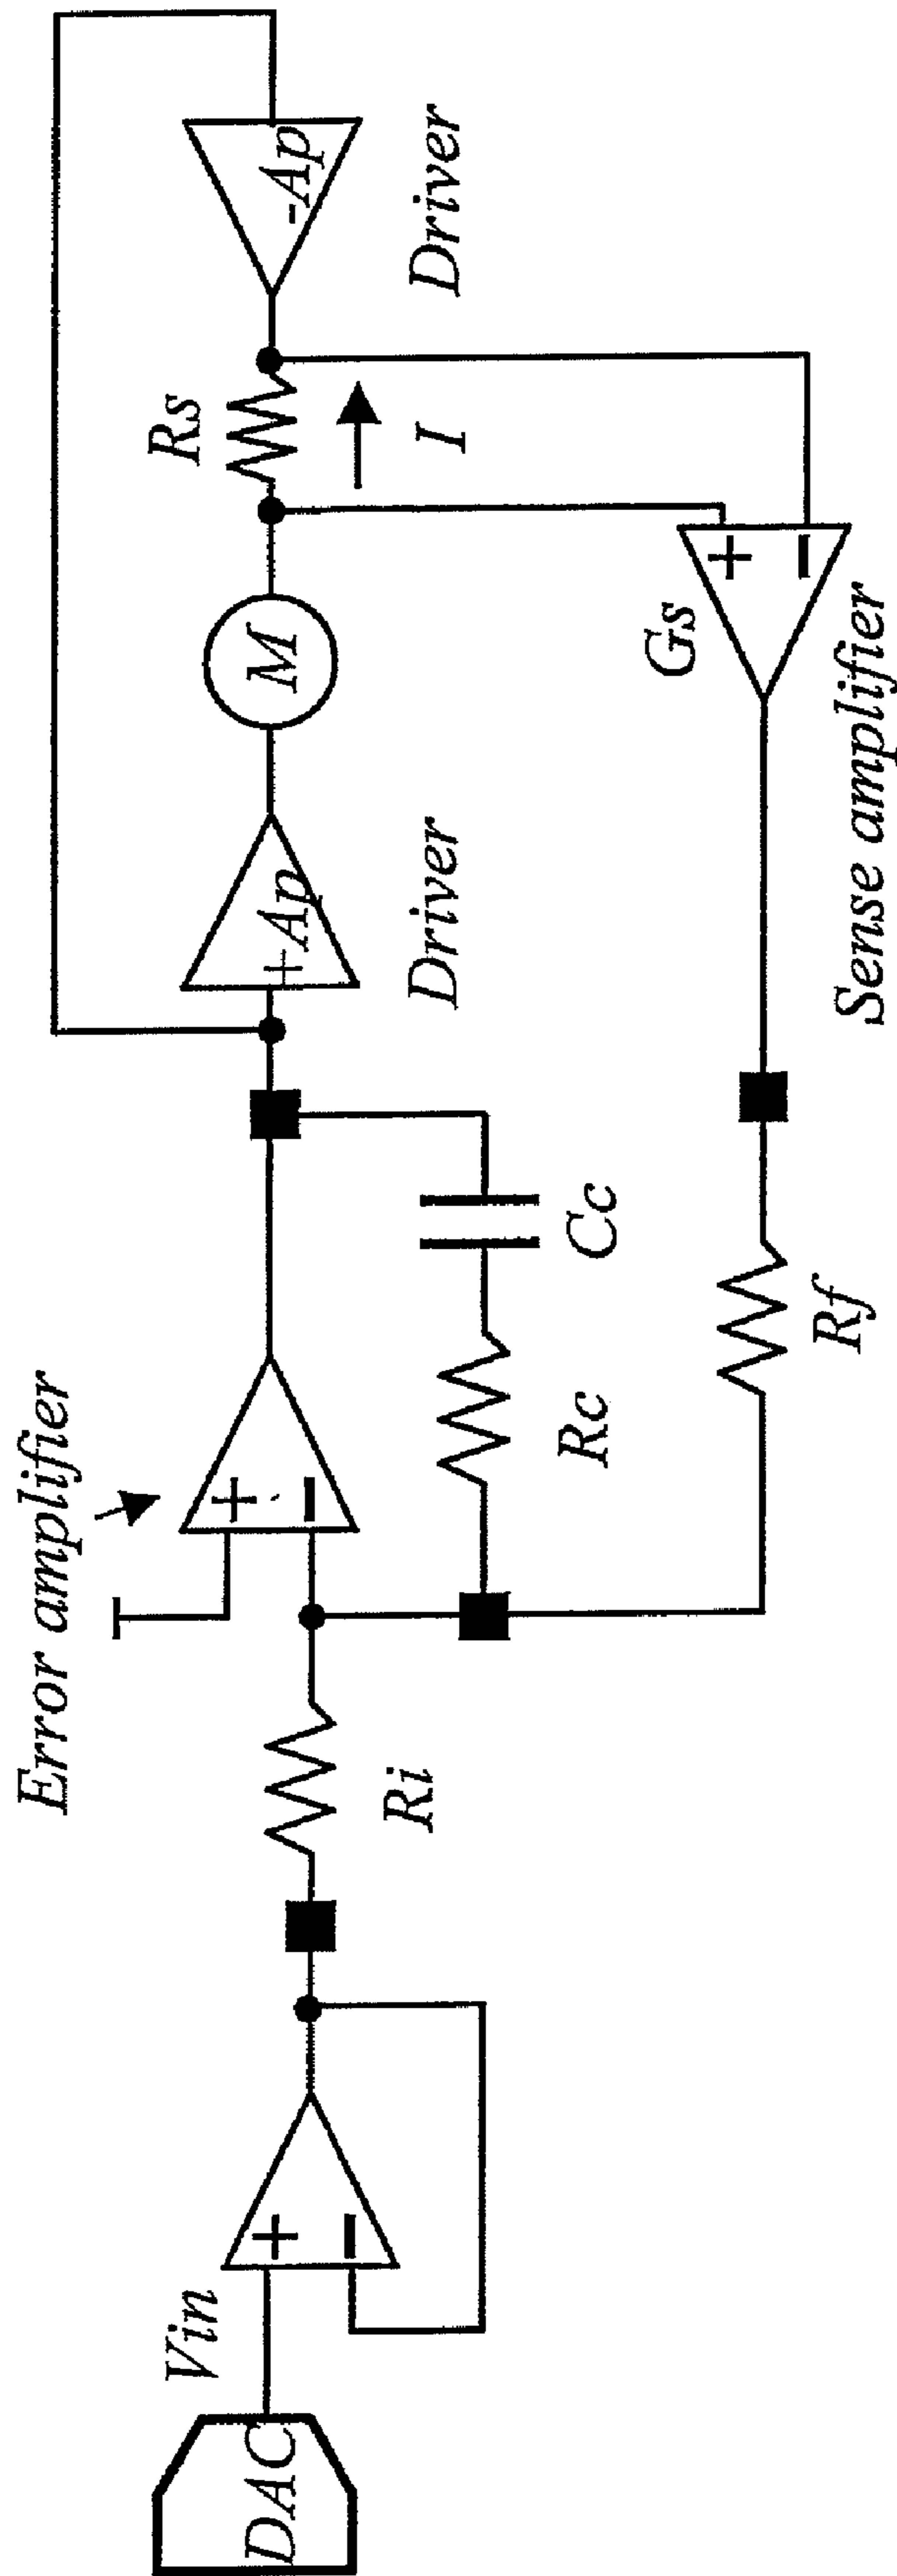 Error amplifier
DAC
Vin
+
−
Ri
+
−
Rc
Cc
+Ap
Driver
M
Rs
I
-Ap
Driver
Rf
Gs
+
−
Sense amplifier